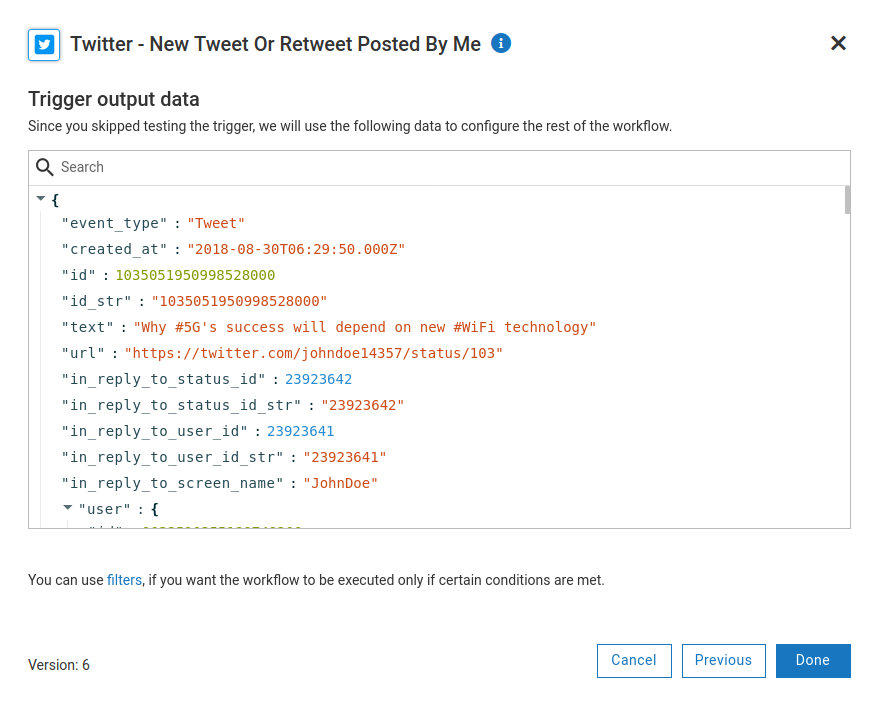 Twitter - New Tweet Or Retweet Posted By Me
Trigger output data
Since you skipped testing the trigger, we will use the following data to configure the rest of the workflow.
Search
{
"event_type" : "Tweet"
"created_at" : "2018-08-30T06:29:50.000Z"
"id" : 1035051950998528000
"id_str" : "1035051950998528000"
"text" : "Why #5G's success will depend on new #WiFi technology"
"url" : "https://twitter.com/johndoe14357/status/103"
"in_reply_to_status_id" : 23923642
"in_reply_to_status_id_str" : "23923642"
"in_reply_to_user_id" : 23923641
"in_reply_to_user_id_str" : "23923641"
"in_reply_to_screen_name" : "JohnDoe"
"user" : {
You can use filters, if you want the workflow to be executed only if certain conditions are met.
Version: 6
Cancel
Previous
Done